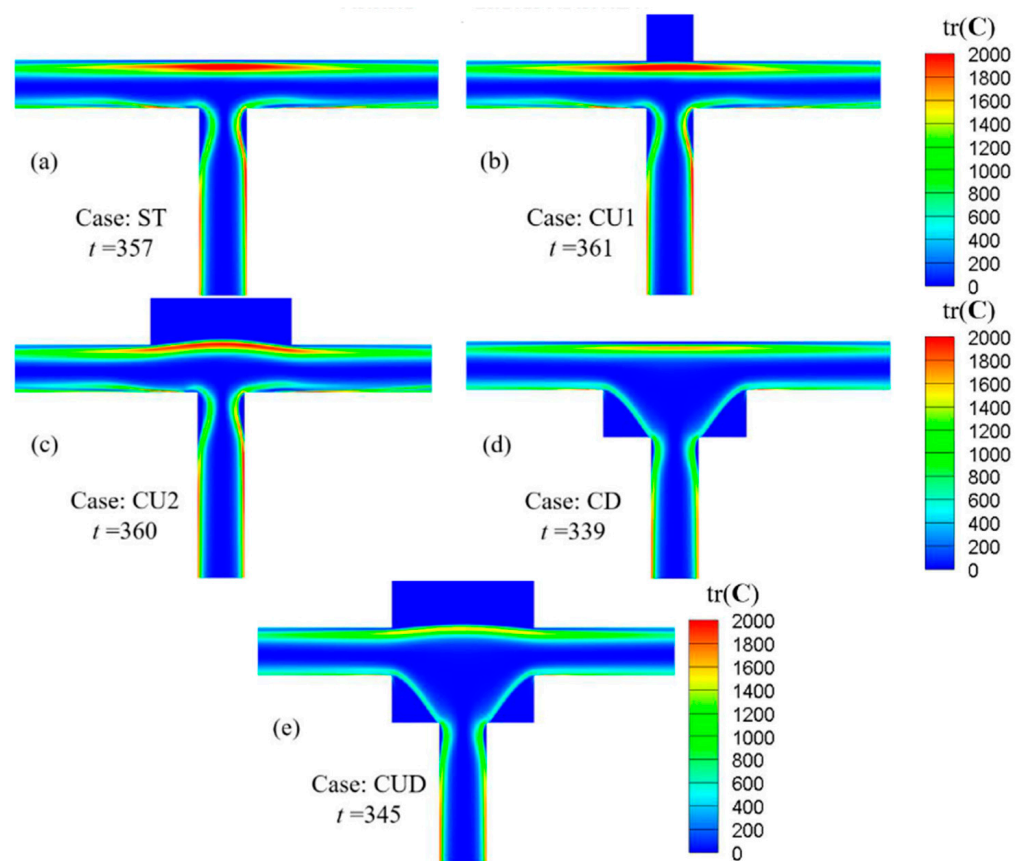 tr(C)
2000
1800
1600
1400
1200
1000
800
600
400
200
0
(a)
Case: ST
t =357
(b)
Case: CU1
t =361
tr(C)
2000
1800
1600
1400
1200
1000
800
600
400
200
0
(c)
Case: CU2
t =360
(d)
Case: CD
t =339
tr(C)
2000
1800
1600
1400
1200
1000
800
600
400
200
0
(e)
Case: CUD
t =345